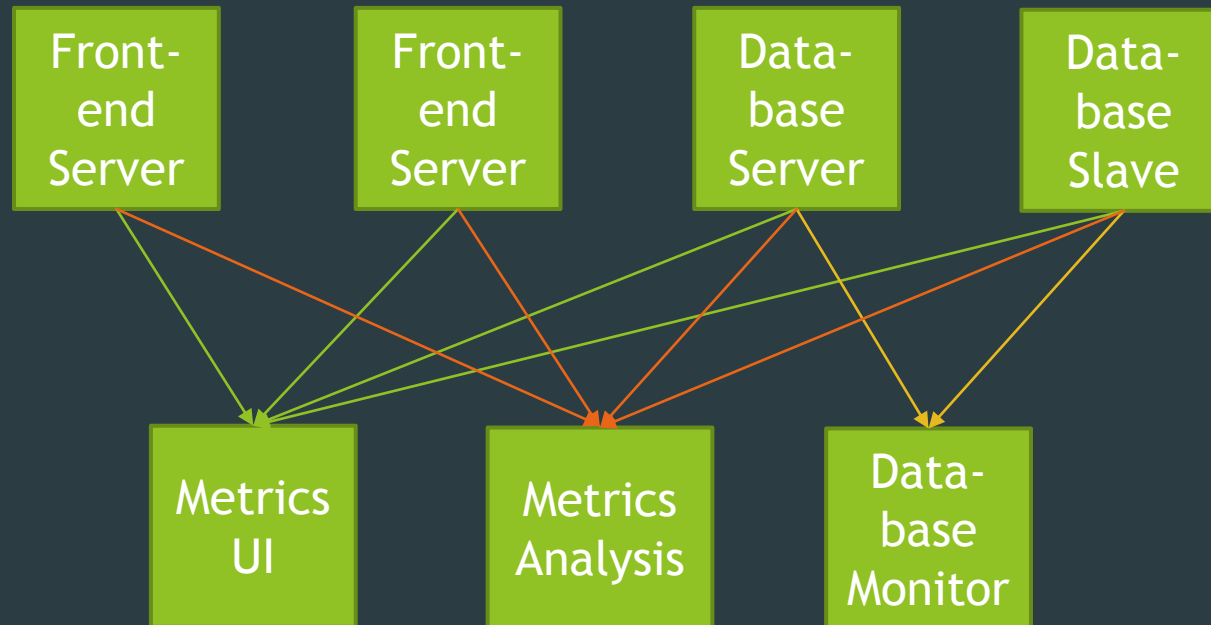 Front-
end
Server
Front-
end
Server
Data-
base
Server
Data-
base
Slave
Metrics
UI
Metrics
Analysis
Data-
base
Monitor